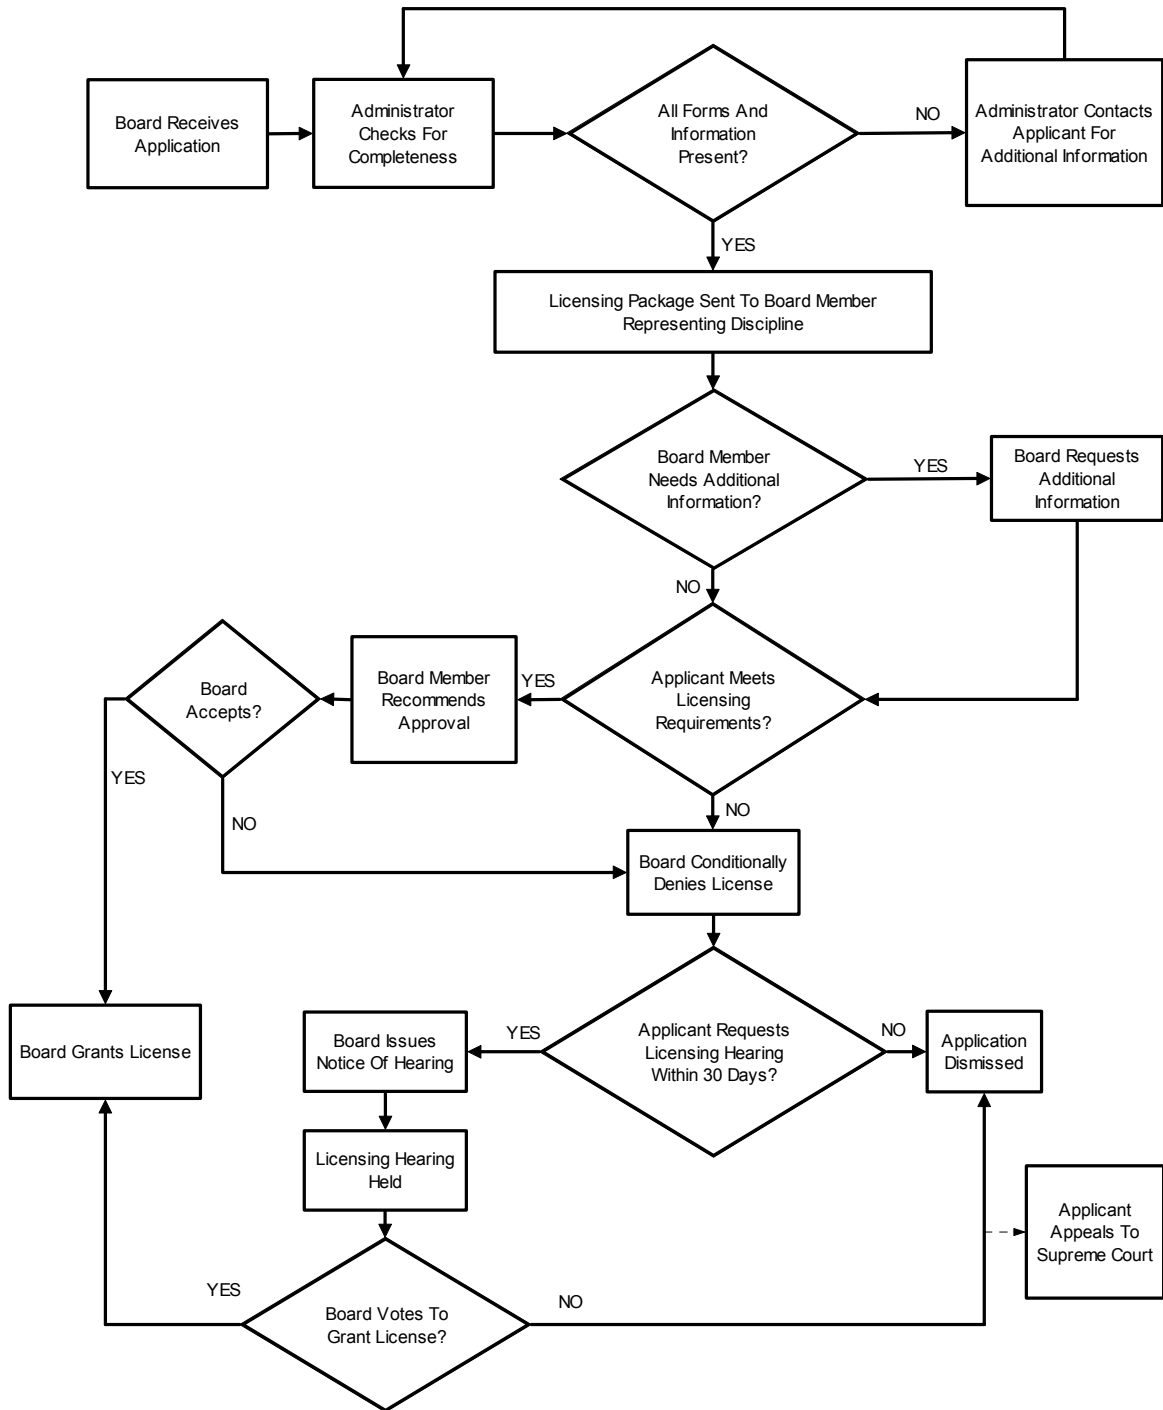 Board Receives
Application
Administrator
Checks For
Completeness
All Forms And
Information
Present?
NO
Administrator Contacts
Applicant For
Additional Information
YES
Licensing Package Sent To Board Member
Representing Discipline
Board Member
Needs Additional
Information?
YES
Board Requests
Additional
Information
NO
Applicant Meets
Licensing
Requirements?
YES
Board Member
Recommends
Approval
Board
Accepts?
YES
NO
NO
Board Conditionally
Denies License
Applicant Requests
Licensing Hearing
Within 30 Days?
YES
NO
Board Issues
Notice Of Hearing
Application
Dismissed
Board Grants License
Licensing Hearing
Held
Applicant
Appeals To
Supreme Court
Board Votes To
Grant License?
YES
NO